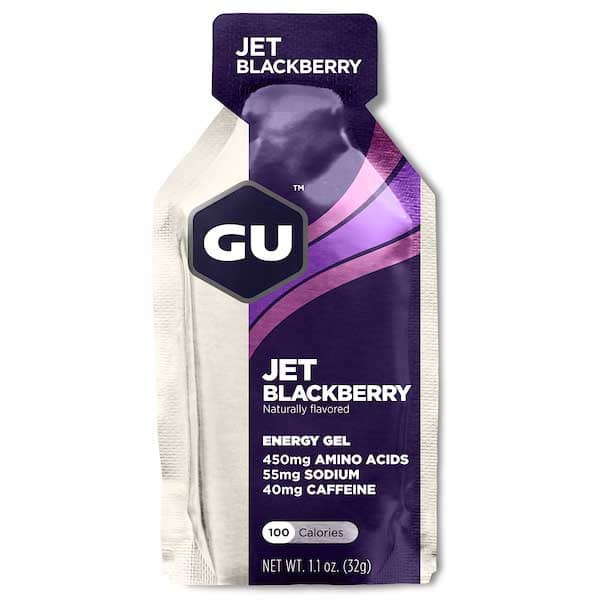 JET
BLACKBERRY
™
GU
JET
BLACKBERRY
Naturally flavored
ENERGY GEL
450mg AMINO ACIDS
55mg SODIUM
40mg CAFFEINE
100 Calories
NET WT. 1.1 oz. (32g)